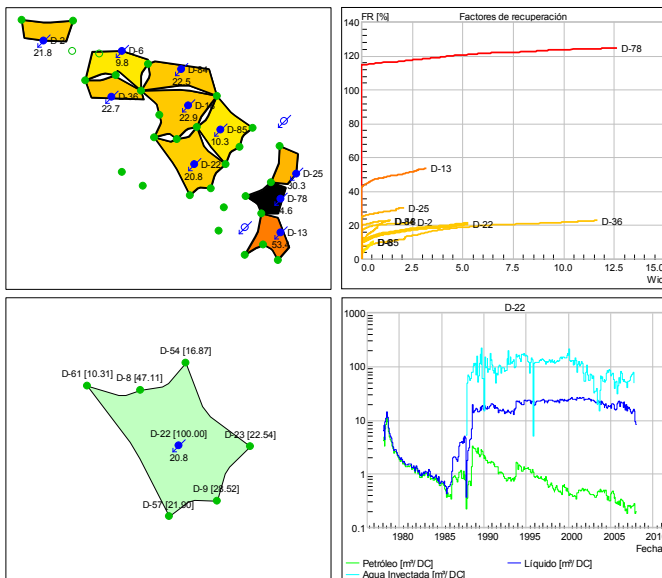 D-2
21.8
D-6
9.8
D-84
22.5
D-36
22.7
22.9
D-85
10.3
D-22
20.8
D-25
30.3
D-78
4.6
D-13
53.4
FR [%]
Factores de recuperación
140
120
100
80
60
40
20
0
0.0
2.5
5.0
7.5
10.0
12.5
15.0
Wid
D-78
D-13
D-25
D-2
D-22
D-36
D-61 [10.31]
D-8 [47.11]
D-54 [16.87]
D-22 [100.00]
20.8
D-23 [22.54]
D-9 [28.52]
D-57 [21.90]
D-22
1000
100
10
1
0.1
1980
1985
1990
1995
2000
2005
201
Fecha
Petróleo [m³/DC]
Líquido [m³/DC]
Agua Inyectada [m³/DC]